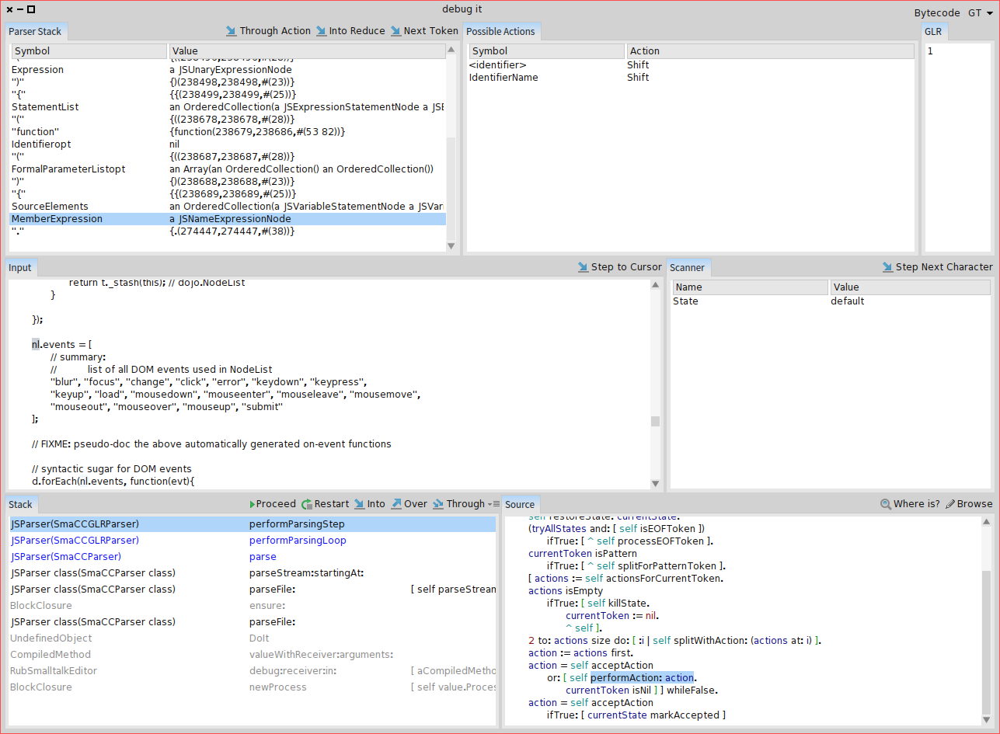 debug it
Bytecode GT
Parser Stack Through Action Into Reduce Next Token
Symbol Value
Expression a JSUnaryExpressionNode
")" {)(238498,238498,#(23))}
"{" {{(238499,238499,#(25))}
StatementList an OrderedCollection(a JSExpressionStatementNode a JSE
"(" {((238678,238678,#(28))}
"function" {function(238679,238686,#(53 82))}
Identifieropt nil
"(" {((238687,238687,#(28))}
FormalParameterListopt an Array(an OrderedCollection() an OrderedCollection())
")" {)(238688,238688,#(23))}
"{" {{(238689,238689,#(25))}
SourceElements an OrderedCollection(a JSVariableStatementNode a JSVari
MemberExpression a JSNameExpressionNode
"." {.(274447,274447,#(38))}
Possible Actions
Symbol Action
<identifier> Shift
IdentifierName Shift
GLR
1
Input Step to Cursor
return t._stash(this); // dojo.NodeList
}
});
nl.events = [
// summary:
// list of all DOM events used in NodeList
"blur", "focus", "change", "click", "error", "keydown", "keypress",
"keyup", "load", "mousedown", "mouseenter", "mouseleave", "mousemove",
"mouseout", "mouseover", "mouseup", "submit"
];
// FIXME: pseudo-doc the above automatically generated on-event functions
// syntactic sugar for DOM events
d.forEach(nl.events, function(evt){
Scanner Step Next Character
Name Value
State default
Stack Proceed Restart Into Over Through
JSParser(SmaCCGLRParser) performParsingStep
JSParser(SmaCCGLRParser) performParsingLoop
JSParser(SmaCCParser) parse
JSParser class(SmaCCParser class) parseStream:startingAt:
JSParser class(SmaCCParser class) parseFile: [ self parseStream
BlockClosure ensure:
JSParser class(SmaCCParser class) parseFile:
UndefinedObject DoIt
CompiledMethod valueWithReceiver:arguments:
RubSmalltalkEditor debug:receiver:in: [ aCompiledMetho
BlockClosure newProcess [ self value.Proces
Source Where is? Browse
self restoreState: currentState.
(tryAllStates and: [ self isEOFToken ])
ifTrue: [ ^ self processEOFToken ].
currentToken isPattern
ifTrue: [ ^ self splitForPatternToken ].
[ actions := self actionsForCurrentToken.
actions isEmpty
ifTrue: [ self killState.
currentToken := nil.
^ self ].
2 to: actions size do: [ :i | self splitWithAction: (actions at: i) ].
action := actions first.
action = self acceptAction
or: [ self performAction: action.
currentToken isNil ] ] whileFalse.
action = self acceptAction
ifTrue: [ currentState markAccepted ]